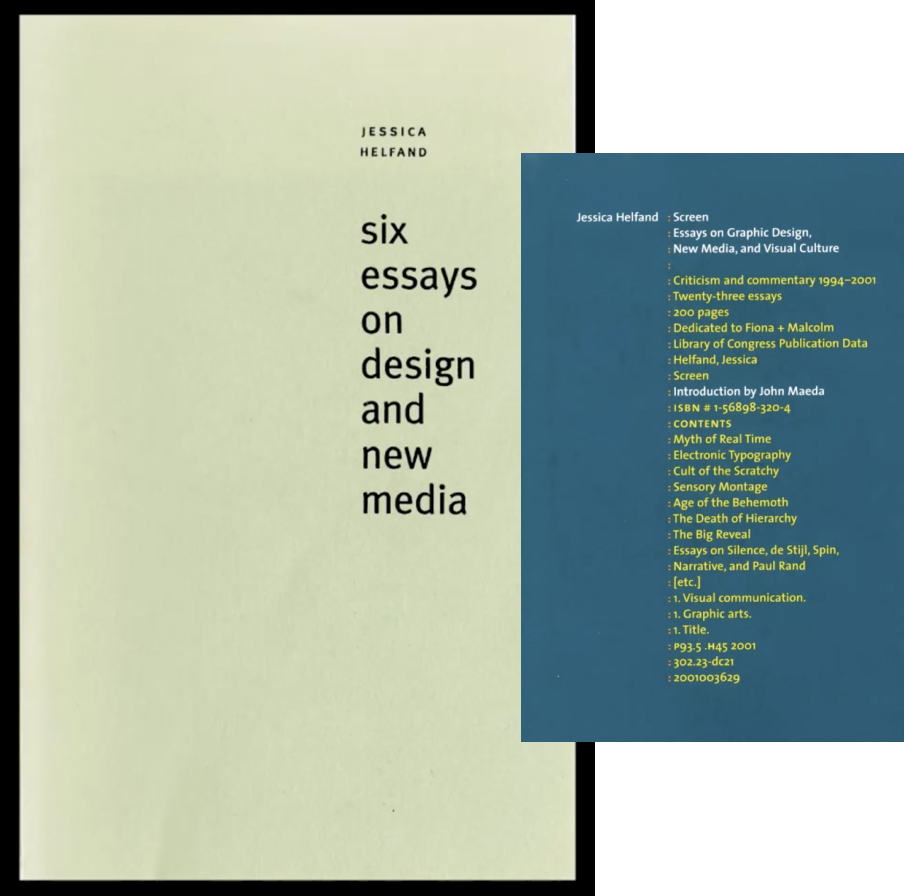 JESSICA
HELFAND
six
essays
on
design
and
new
media
Jessica Helfand : Screen
: Essays on Graphic Design,
: New Media, and Visual Culture
:
: Criticism and commentary 1994–2001
: Twenty-three essays
: 200 pages
: Dedicated to Fiona + Malcolm
: Library of Congress Publication Data
: Helfand, Jessica
: Screen
: Introduction by John Maeda
: ISBN # 1-56898-320-4
: CONTENTS
: Myth of Real Time
: Electronic Typography
: Cult of the Scratchy
: Sensory Montage
: Age of the Behemoth
: The Death of Hierarchy
: The Big Reveal
: Essays on Silence, de Stijl, Spin,
: Narrative, and Paul Rand
: [etc.]
: 1. Visual communication.
: 1. Graphic arts.
: 1. Title.
: P93.5 .H45 2001
: 302.23-dc21
: 2001003629